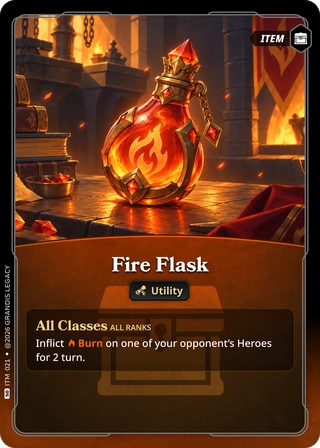 ITEM
Fire Flask
Utility
All Classes ALL RANKS
Inflict Burn on one of your opponent's Heroes
for 2 turn.
ITM 021 • @2026 GRANDIS LEGACY